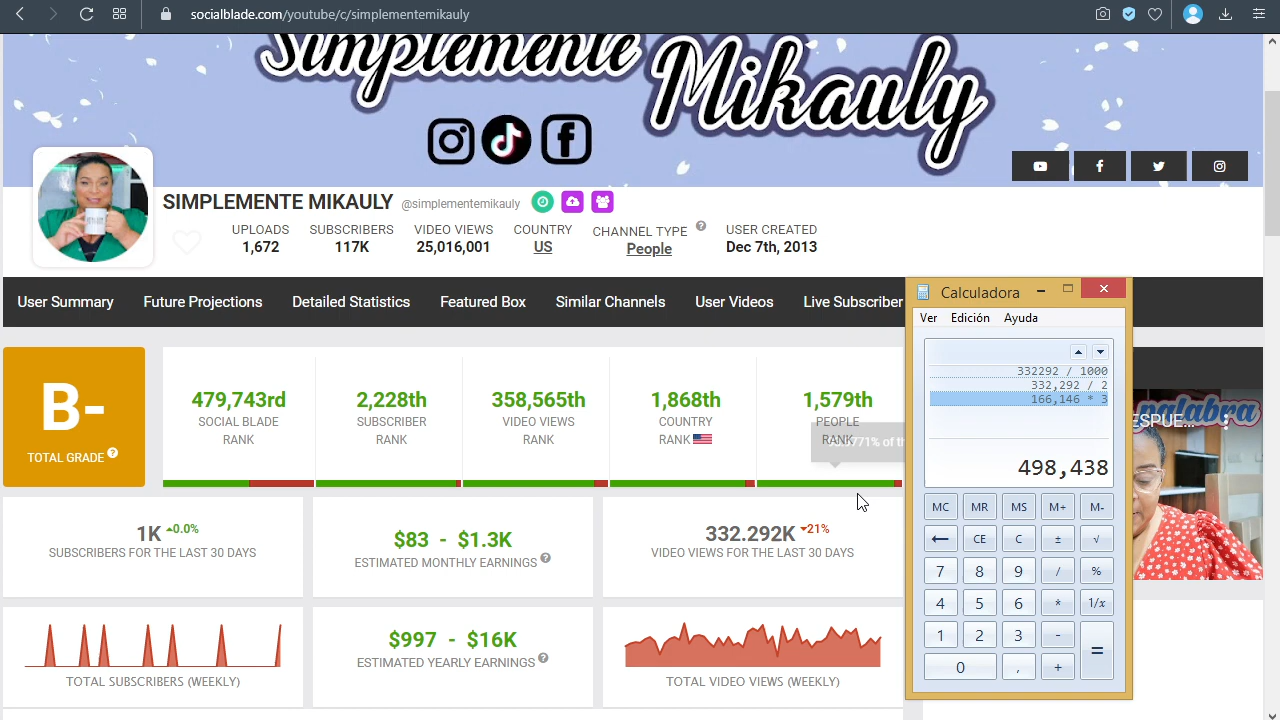 socialblade.com/youtube/c/simplementemikauly
Simplemente
Mikauly
SIMPLEMENTE MIKAULY @simplementemikauly
UPLOADS
1,672
SUBSCRIBERS
117K
VIDEO VIEWS
25,016,001
COUNTRY
US
CHANNEL TYPE ?
People
USER CREATED
Dec 7th, 2013
User Summary
Future Projections
Detailed Statistics
Featured Box
Similar Channels
User Videos
Live Subscriber
B-
TOTAL GRADE ?
479,743rd
SOCIAL BLADE
RANK
2,228th
SUBSCRIBER
RANK
358,565th
VIDEO VIEWS
RANK
1,868th
COUNTRY
RANK
1,579th
PEOPLE
RANK
771% of th
1K 0.0%
SUBSCRIBERS FOR THE LAST 30 DAYS
$83 - $1.3K
ESTIMATED MONTHLY EARNINGS ?
332.292K 21%
VIDEO VIEWS FOR THE LAST 30 DAYS
TOTAL SUBSCRIBERS (WEEKLY)
$997 - $16K
ESTIMATED YEARLY EARNINGS ?
TOTAL VIDEO VIEWS (WEEKLY)
Calculadora
Ver Edición Ayuda
332292 / 1000
332,292 / 2
166,146 * 3
498,438
MC MR MS M+ M-
← CE C ± √
7 8 9 / %
4 5 6 * 1/x
1 2 3 - =
0 , +
palabra
ESPUE...